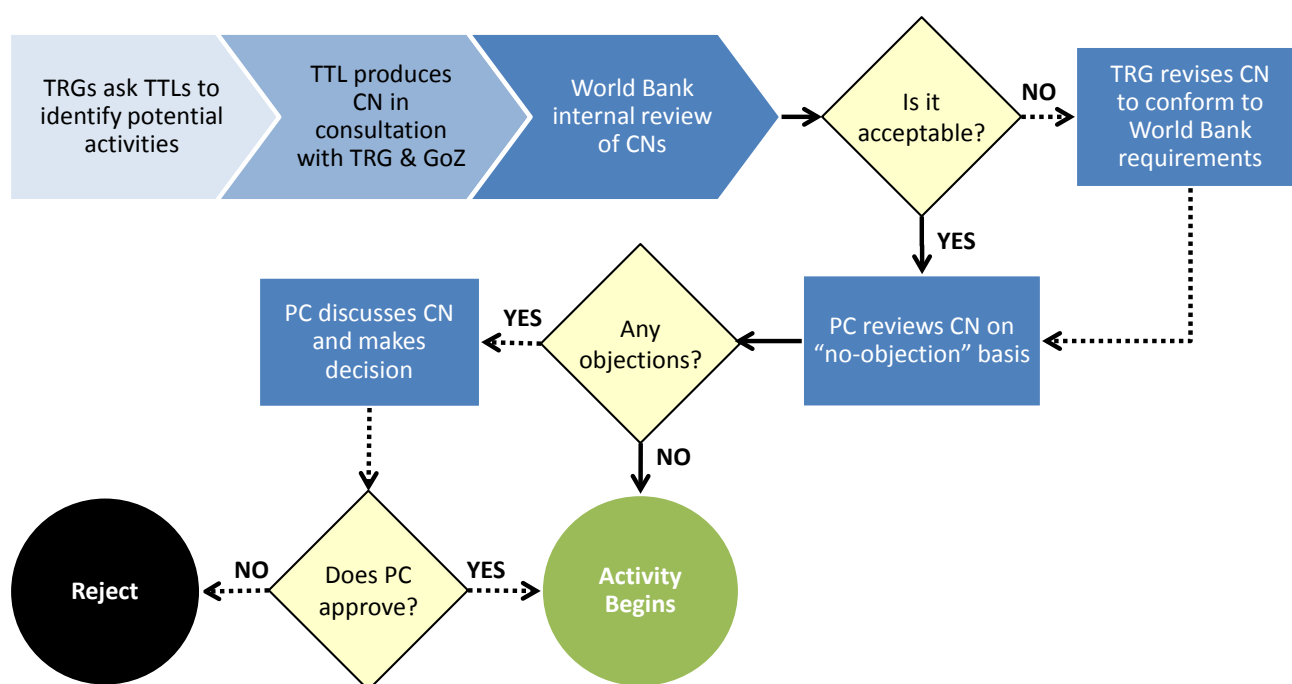 TRGs ask TTLs to
identify potential
activities
TTL produces
CN in
consultation
with TRG & GoZ
World Bank
internal review
of CNs
Is it
acceptable?
NO
TRG revises CN
to conform to
World Bank
requirements
YES
PC reviews CN on
“no-objection” basis
Any
objections?
YES
PC discusses CN
and makes
decision
NO
Does PC
approve?
NO
Reject
YES
Activity
Begins